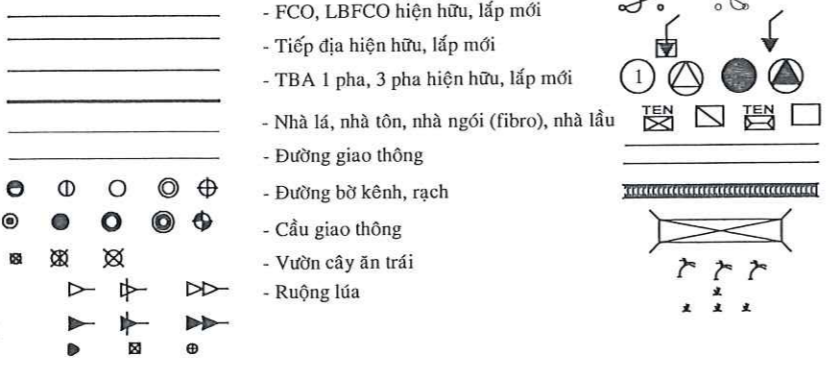 - FCO, LBFCO hiện hữu, lắp mới
- Tiếp địa hiện hữu, lắp mới
- TBA 1 pha, 3 pha hiện hữu, lắp mới
1
- Nhà lá, nhà tôn, nhà ngói (fibro), nhà lầu
TEN TEN
- Đường giao thông
- Đường bờ kênh, rạch
- Cầu giao thông
- Vườn cây ăn trái
- Ruộng lúa